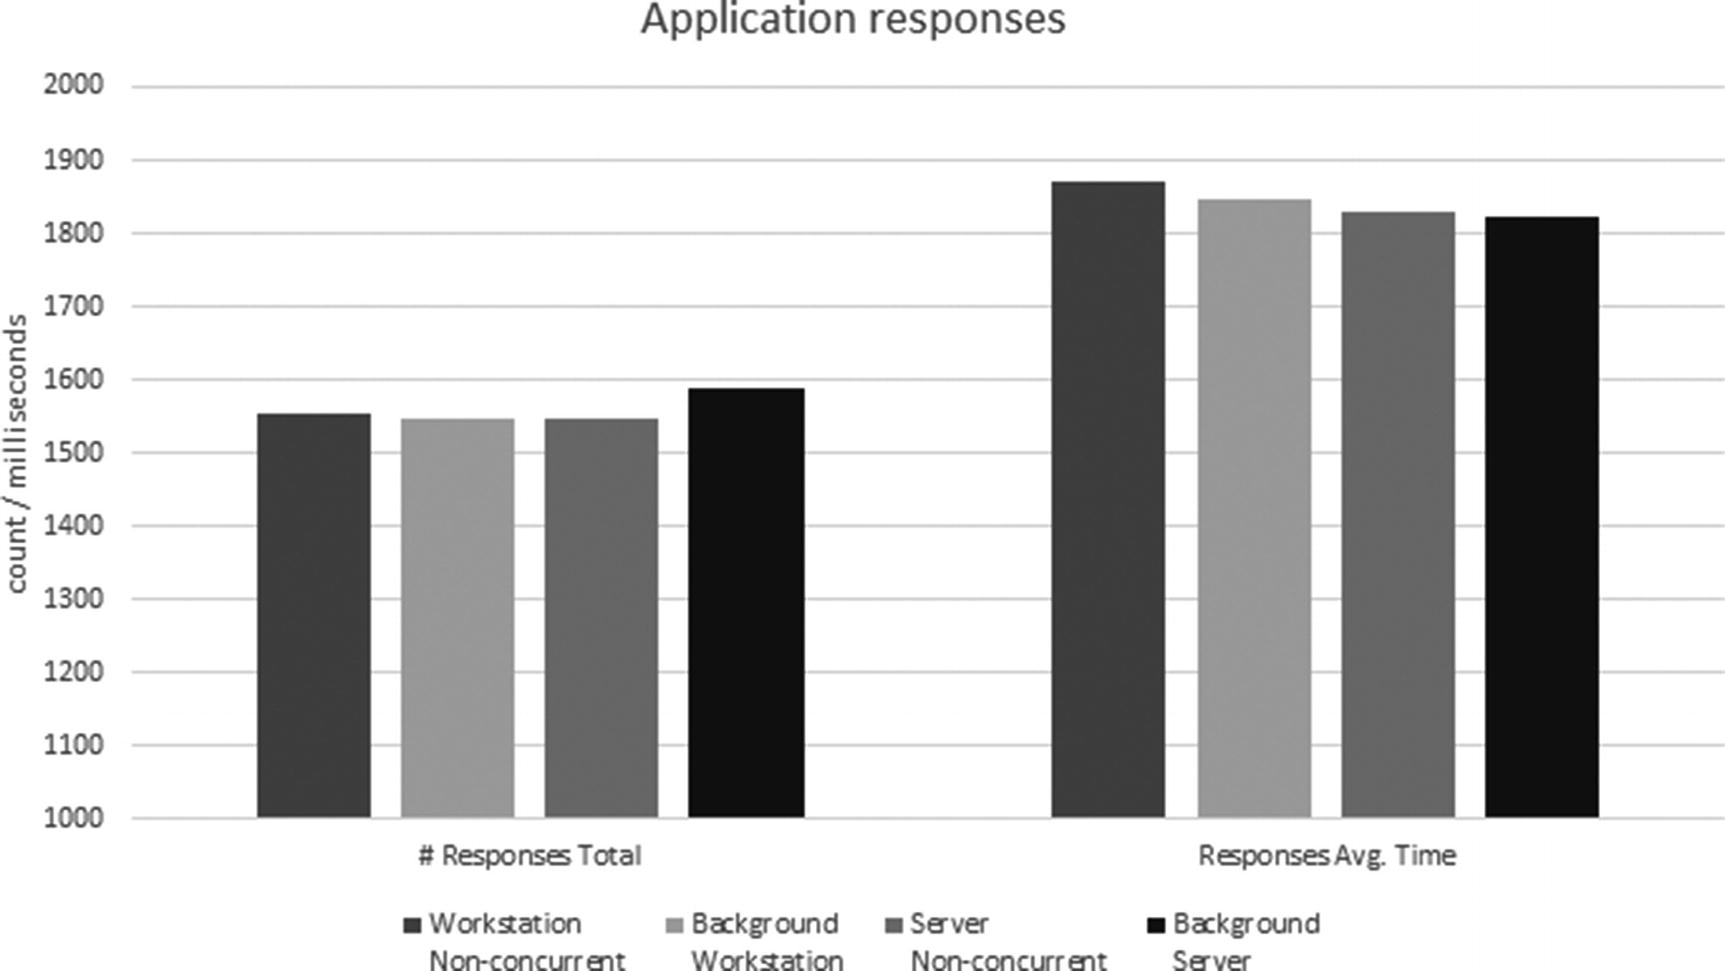 Application responses
2000
1900
1800
1700
1600
1500
1400
1300
1200
1100
1000
count / milliseconds
# Responses Total
Responses Avg. Time
Workstation
Non-concurrent
Background
Workstation
Server
Non-concurrent
Background
Server